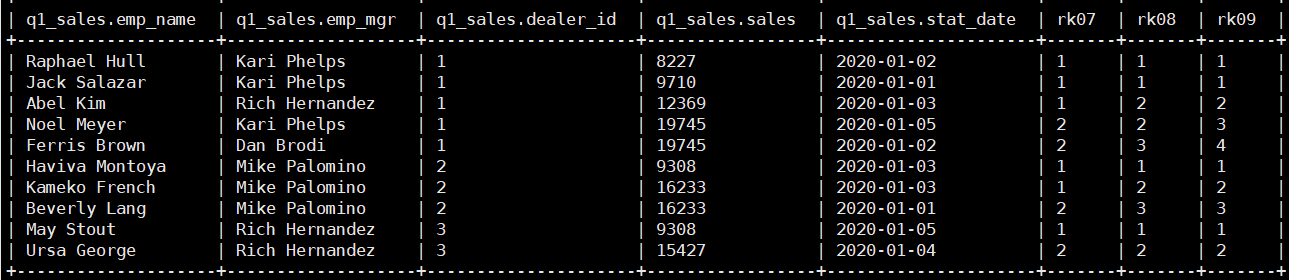 | q1_sales.emp_name | q1_sales.emp_mgr | q1_sales.dealer_id | q1_sales.sales | q1_sales.stat_date | rk07 | rk08 | rk09 |
+--------------------+-------------------+---------------------+-----------------+---------------------+-------+-------+-------+
| Raphael Hull | Kari Phelps | 1 | 8227 | 2020-01-02 | 1 | 1 | 1 |
| Jack Salazar | Kari Phelps | 1 | 9710 | 2020-01-01 | 1 | 1 | 1 |
| Abel Kim | Rich Hernandez | 1 | 12369 | 2020-01-03 | 1 | 2 | 2 |
| Noel Meyer | Kari Phelps | 1 | 19745 | 2020-01-05 | 2 | 2 | 3 |
| Ferris Brown | Dan Brodi | 1 | 19745 | 2020-01-02 | 2 | 3 | 4 |
| Haviva Montoya | Mike Palomino | 2 | 9308 | 2020-01-03 | 1 | 1 | 1 |
| Kameko French | Mike Palomino | 2 | 16233 | 2020-01-03 | 1 | 2 | 2 |
| Beverly Lang | Mike Palomino | 2 | 16233 | 2020-01-01 | 2 | 3 | 3 |
| May Stout | Rich Hernandez | 3 | 9308 | 2020-01-05 | 1 | 1 | 1 |
| Ursa George | Rich Hernandez | 3 | 15427 | 2020-01-04 | 2 | 2 | 2 |
+--------------------+-------------------+---------------------+-----------------+---------------------+-------+-------+-------+